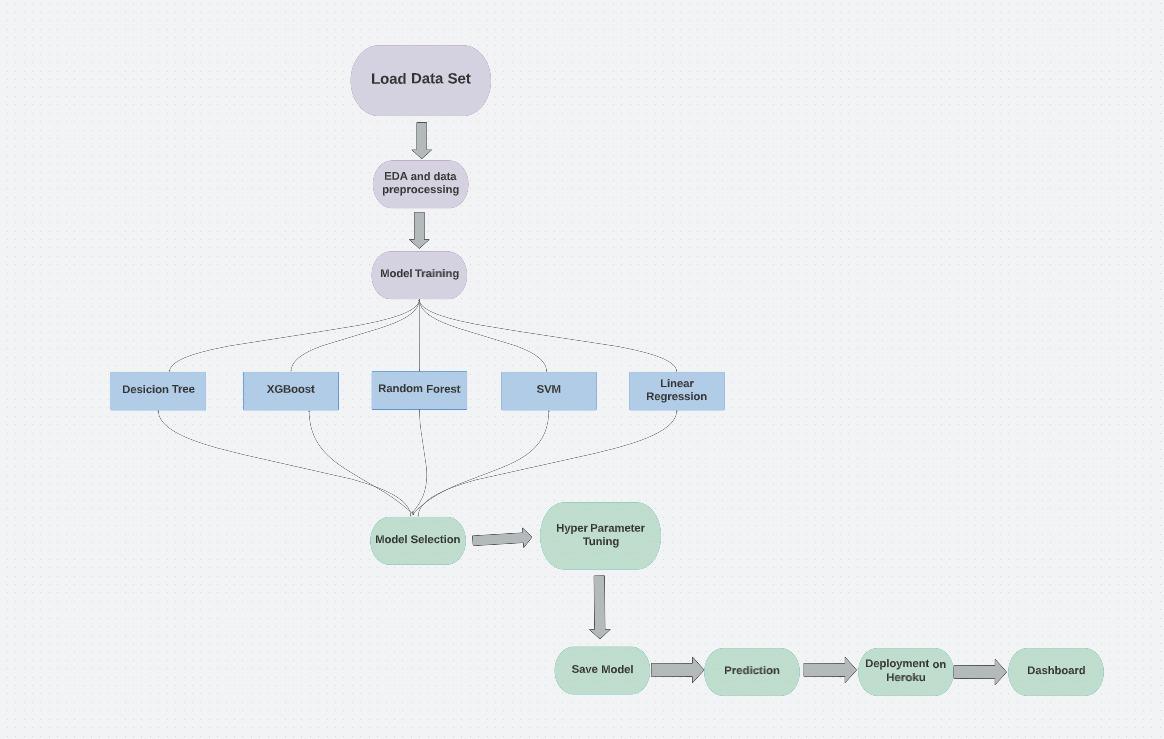 Load Data Set
EDA and data
preprocessing
Model Training
Desicion Tree
XGBoost
Random Forest
SVM
Linear
Regression
Model Selection
Hyper Parameter
Tuning
Save Model
Prediction
Deployment on
Heroku
Dashboard